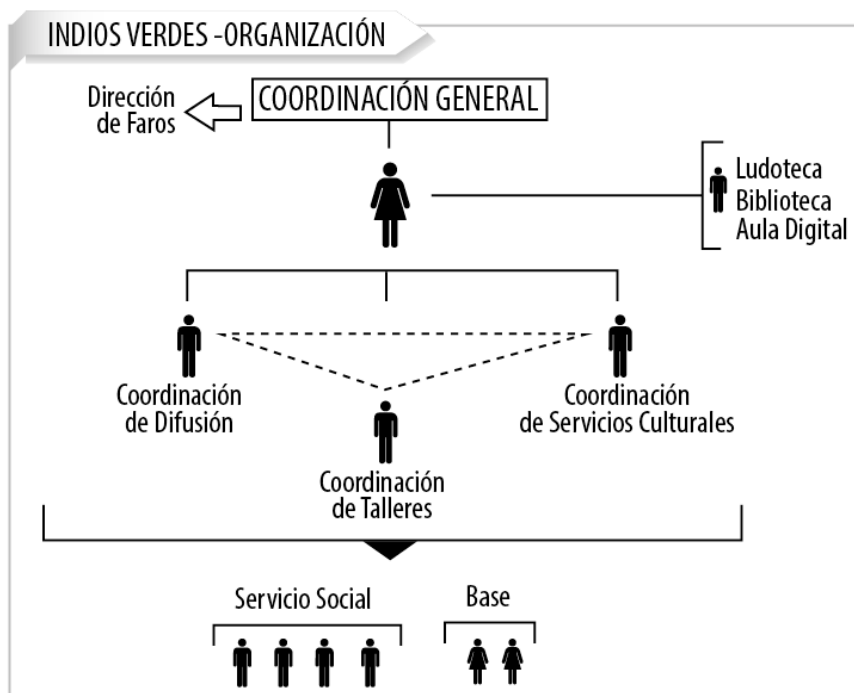 INDIOS VERDES -ORGANIZACIÓN
Dirección
de Faros
COORDINACIÓN GENERAL
Ludoteca
Biblioteca
Aula Digital
Coordinación
de Difusión
Coordinación
de Servicios Culturales
Coordinación
de Talleres
Servicio Social
Base